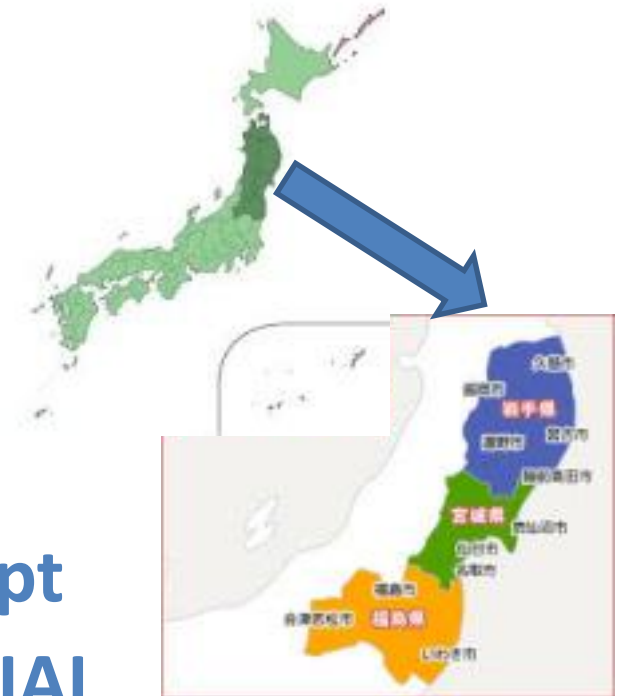 久慈市
盛岡市
岩手県
遠野市 宮古市
陸前高田市
宮城県
気仙沼市
仙台市
名取市
福島市
会津若松市 福島県
いわき市
pt
IAI